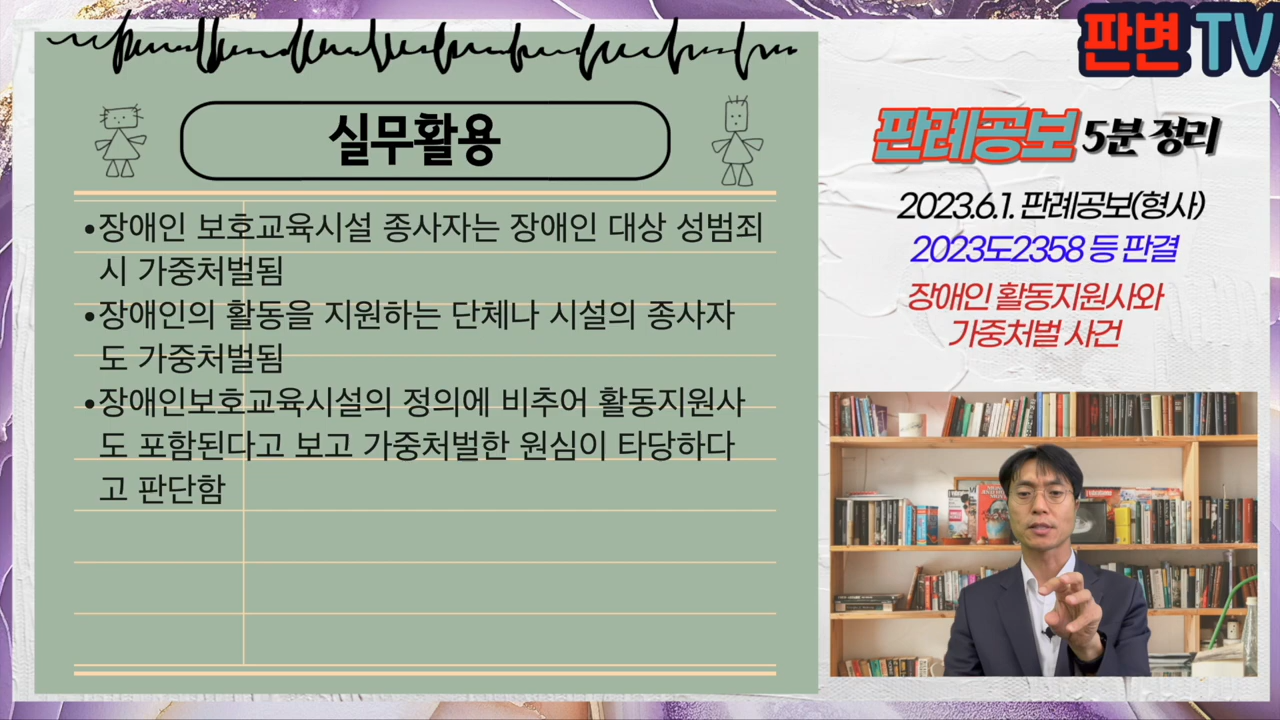 판변 TV
실무활용
•장애인 보호교육시설 종사자는 장애인 대상 성범죄
시 가중처벌됨
•장애인의 활동을 지원하는 단체나 시설의 종사자
도 가중처벌됨
•장애인보호교육시설의 정의에 비추어 활동지원사
도 포함된다고 보고 가중처벌한 원심이 타당하다
고 판단함
판례공보 5분 정리
2023.6.1. 판례공보(형사)
2023도2358 등 판결
장애인 활동지원사와
가중처벌 사건